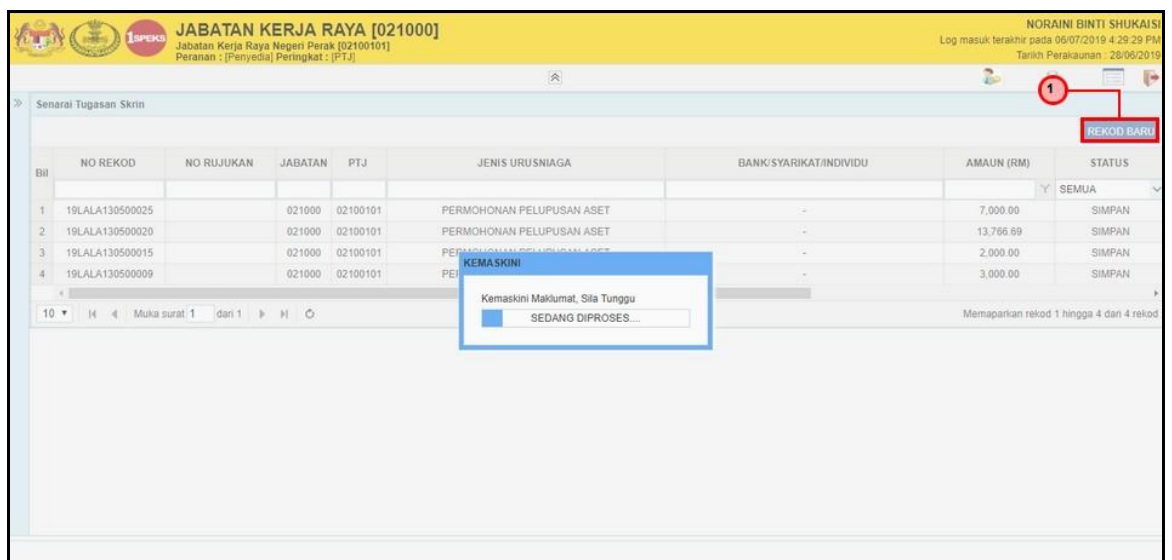 1SPEKS
JABATAN KERJA RAYA [021000]
Jabatan Kerja Raya Negeri Perak [02100101]
Peranan : [Penyedia] Peringkat : [PTJ]
NORAINI BINTI SHUKAISI
Log masuk terakhir pada 06/07/2019 4:29:29 PM
Tarikh Perakaunan : 28/06/2019
1
Senarai Tugasan Skrin
REKOD BARU
Bil NO REKOD NO RUJUKAN JABATAN PTJ JENIS URUSNIAGA BANK/SYARIKAT/INDIVIDU AMAUN (RM) STATUS
SEMUA
1 19LALA130500025 021000 02100101 PERMOHONAN PELUPUSAN ASET - 7,000.00 SIMPAN
2 19LALA130500020 021000 02100101 PERMOHONAN PELUPUSAN ASET - 13,766.69 SIMPAN
3 19LALA130500015 021000 02100101 - 2,000.00 SIMPAN
4 19LALA130500009 021000 02100101 - 3,000.00 SIMPAN
KEMASKINI
Kemaskini Maklumat, Sila Tunggu
SEDANG DIPROSES....
10 Muka surat 1 dari 1 Memaparkan rekod 1 hingga 4 dari 4 rekod